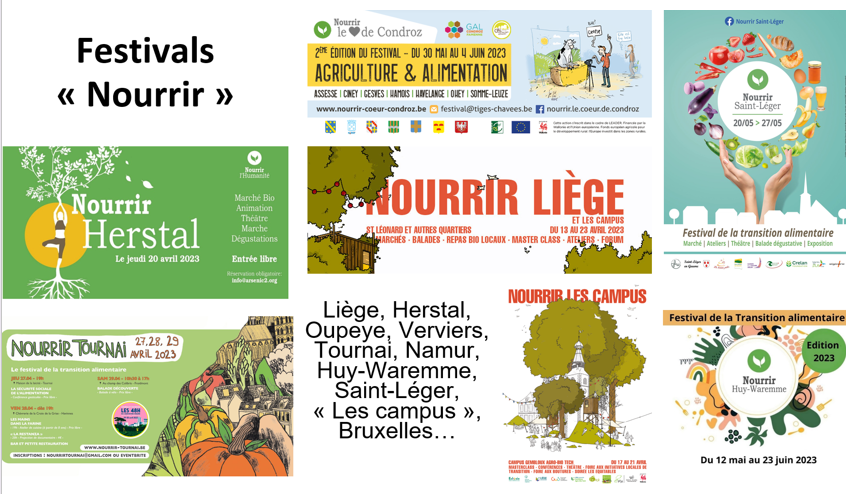 Festivals
« Nourrir »
Nourrir
le de Condroz
GAL
2ÈME ÉDITION DU FESTIVAL – DU 30 MAI AU 4 JUIN 2023
AGRICULTURE & ALIMENTATION
ASSESSE | CINEY | GESVES | HAMOIS | HAVELANGE | OHEY | SOMME-LEUZE
www.nourrir-coeur-condroz.be festival@tiges-chavees.be nourrir.le.coeur.de.condroz
Nourrir Saint-Léger
Nourrir
Saint-Léger
20/05 > 27/05
Festival de la transition alimentaire
Marché | Ateliers | Théâtre | Balade dégustative | Exposition
Nourrir
l'Humanité
Nourrir
Herstal
Le jeudi 20 avril 2023
Marché Bio
Animation
Théâtre
Marche
Dégustations
Entrée libre
Réservation obligatoire:
info@arsenic2.org
NOURRIR LIÈGE
ET LES CAMPUS
ST LÉONARD ET AUTRES QUARTIERS DU 13 AU 23 AVRIL 2023
MARCHÉS - BALADES - REPAS BIO LOCAUX - MASTER CLASS - ATELIERS - FORUM
NOURRIR TOURNAI
27, 28, 29
AVRIL 2023
Le festival de la transition alimentaire
LES 48H
WWW.NOURRIR-TOURNAI.BE
INSCRIPTIONS : NOURRIRTOURNAI@GMAIL.COM OU EVENTBRITE
Liège, Herstal,
Oupeye, Verviers,
Tournai, Namur,
Huy-Waremme,
Saint-Léger,
« Les campus »,
Bruxelles…
NOURRIR LES CAMPUS
CAMPUS GEMBLOUX AGRO-BIO TECH
DU 17 AU 21 AVRIL
Festival de la Transition alimentaire
Edition
2023
Nourrir
Huy-Waremme
Du 12 mai au 23 juin 2023